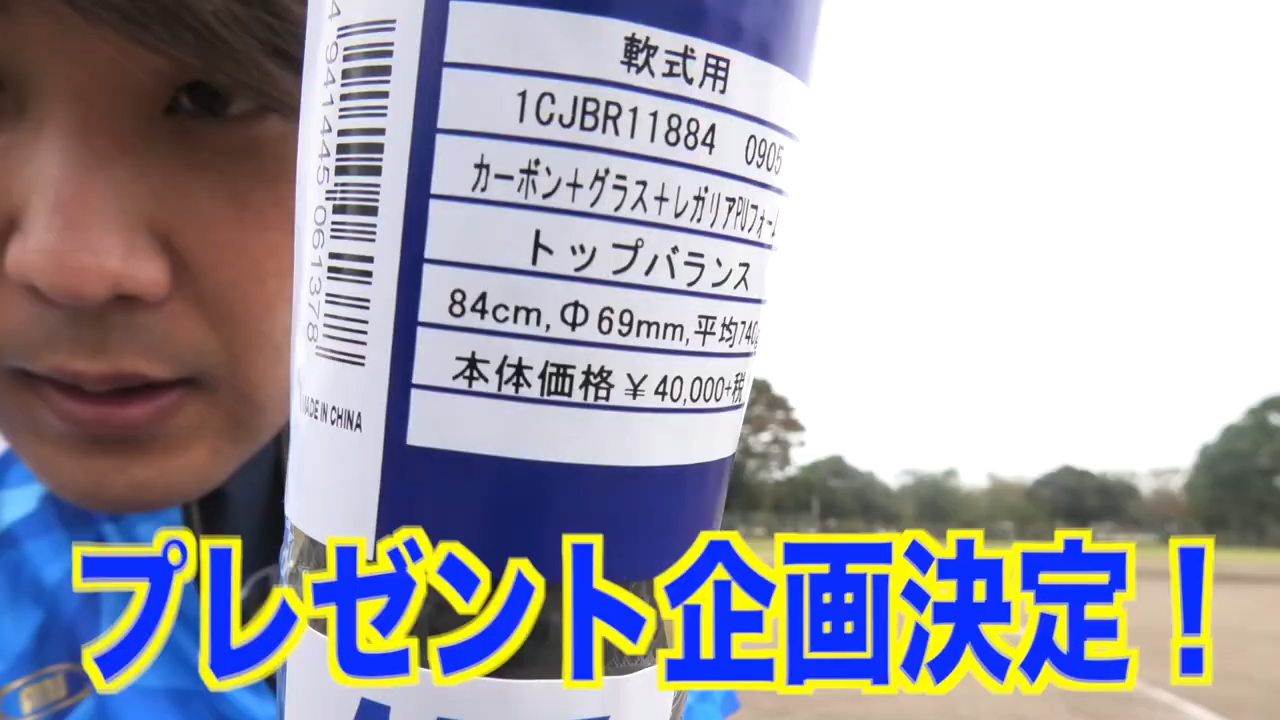 軟式用
1CJBR11884 0905
カーボン+グラス+レガリアPUフォーム
トップバランス
84cm,Φ69mm,平均740g
本体価格¥40,000+税
4941445 061378
MADE IN CHINA
プレゼント企画決定!